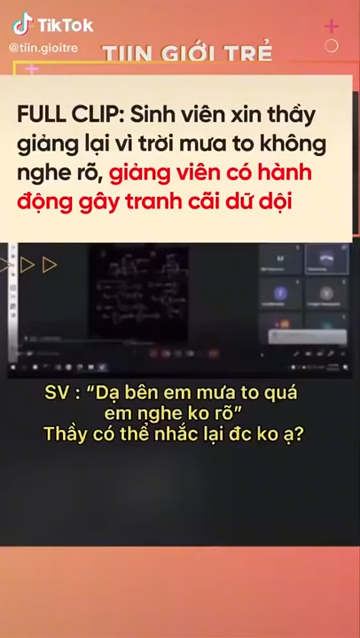 TikTok
@tiin.gioitre
TIIN GIỚI TRẺ
FULL CLIP: Sinh viên xin thầy
giảng lại vì trời mưa to không
nghe rõ, giảng viên có hành
động gây tranh cãi dữ dội
SV : “Dạ bên em mưa to quá
em nghe ko rõ”
Thầy có thể nhắc lại đc ko ạ?